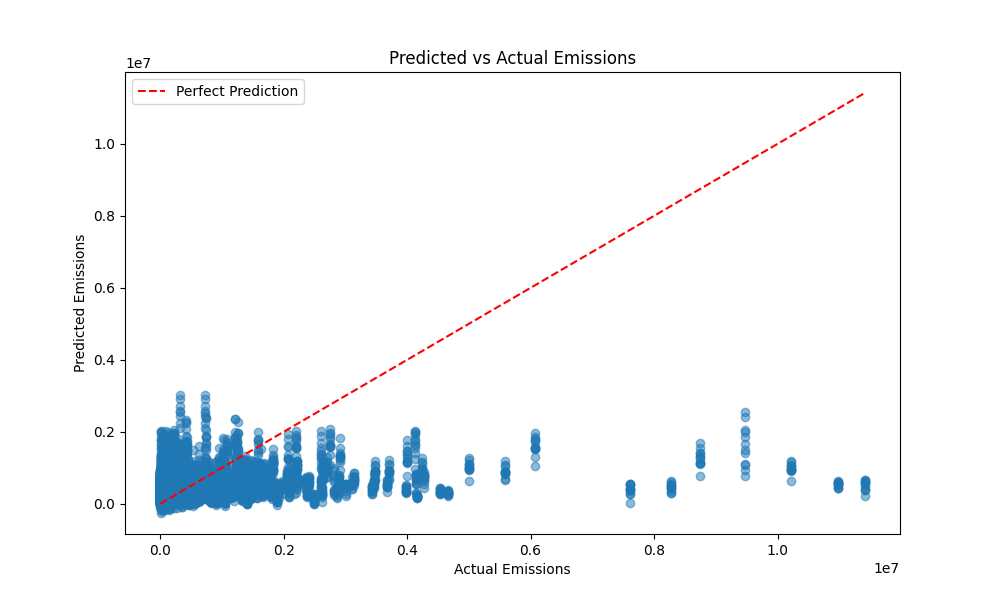 Predicted vs Actual Emissions
1e7
Perfect Prediction
1.0
0.8
0.6
0.4
0.2
0.0
Predicted Emissions
0.0 0.2 0.4 0.6 0.8 1.0
Actual Emissions
1e7